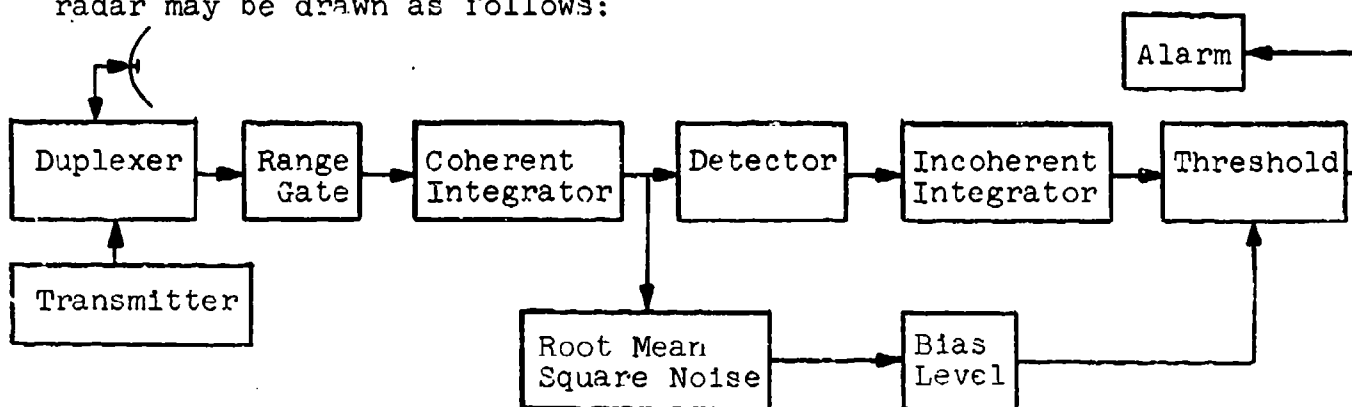 radar may be drawn as follows:
Alarm
Duplexer
Range
Gate
Coherent
Integrator
Detector
Incoherent
Integrator
Threshold
Transmitter
Root Mean
Square Noise
Bias
Level